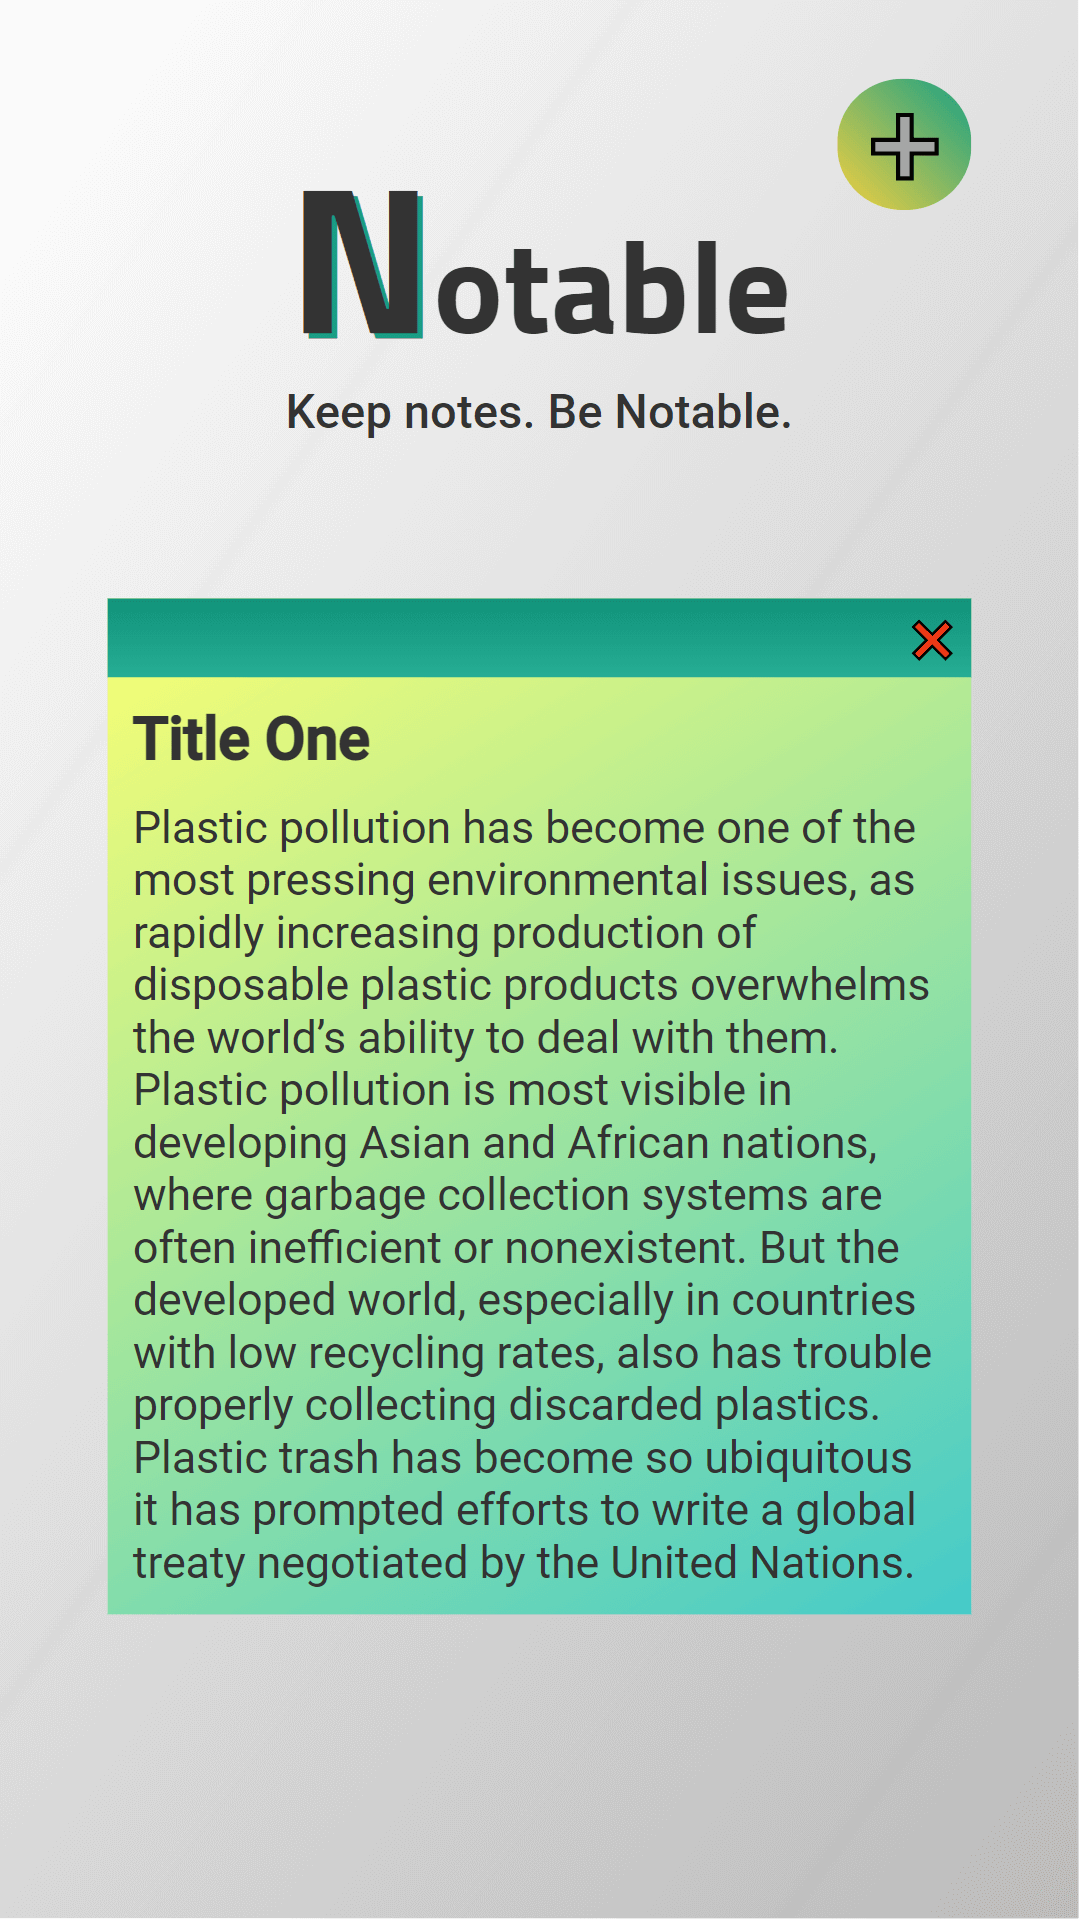 Notable
Keep notes. Be Notable.
Title One
Plastic pollution has become one of the
most pressing environmental issues, as
rapidly increasing production of
disposable plastic products overwhelms
the world’s ability to deal with them.
Plastic pollution is most visible in
developing Asian and African nations,
where garbage collection systems are
often inefficient or nonexistent. But the
developed world, especially in countries
with low recycling rates, also has trouble
properly collecting discarded plastics.
Plastic trash has become so ubiquitous
it has prompted efforts to write a global
treaty negotiated by the United Nations.